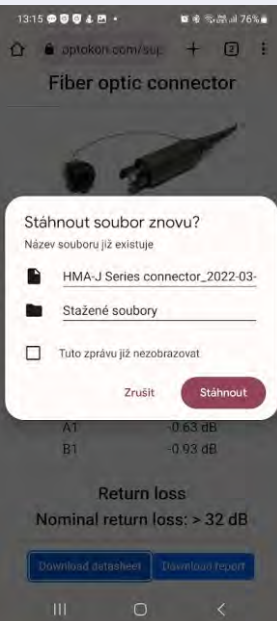 13:15
76%
optokon.com/sup
2
Fiber optic connector
Stáhnout soubor znovu?
Název souboru již existuje
HMA-J Series connector_2022-03-
Stažené soubory
Tuto zprávu již nezobrazovat
Zrušit
Stáhnout
A1 -0.63 dB
B1 -0.93 dB
Return loss
Nominal return loss: > 32 dB
Download datasheet Download report